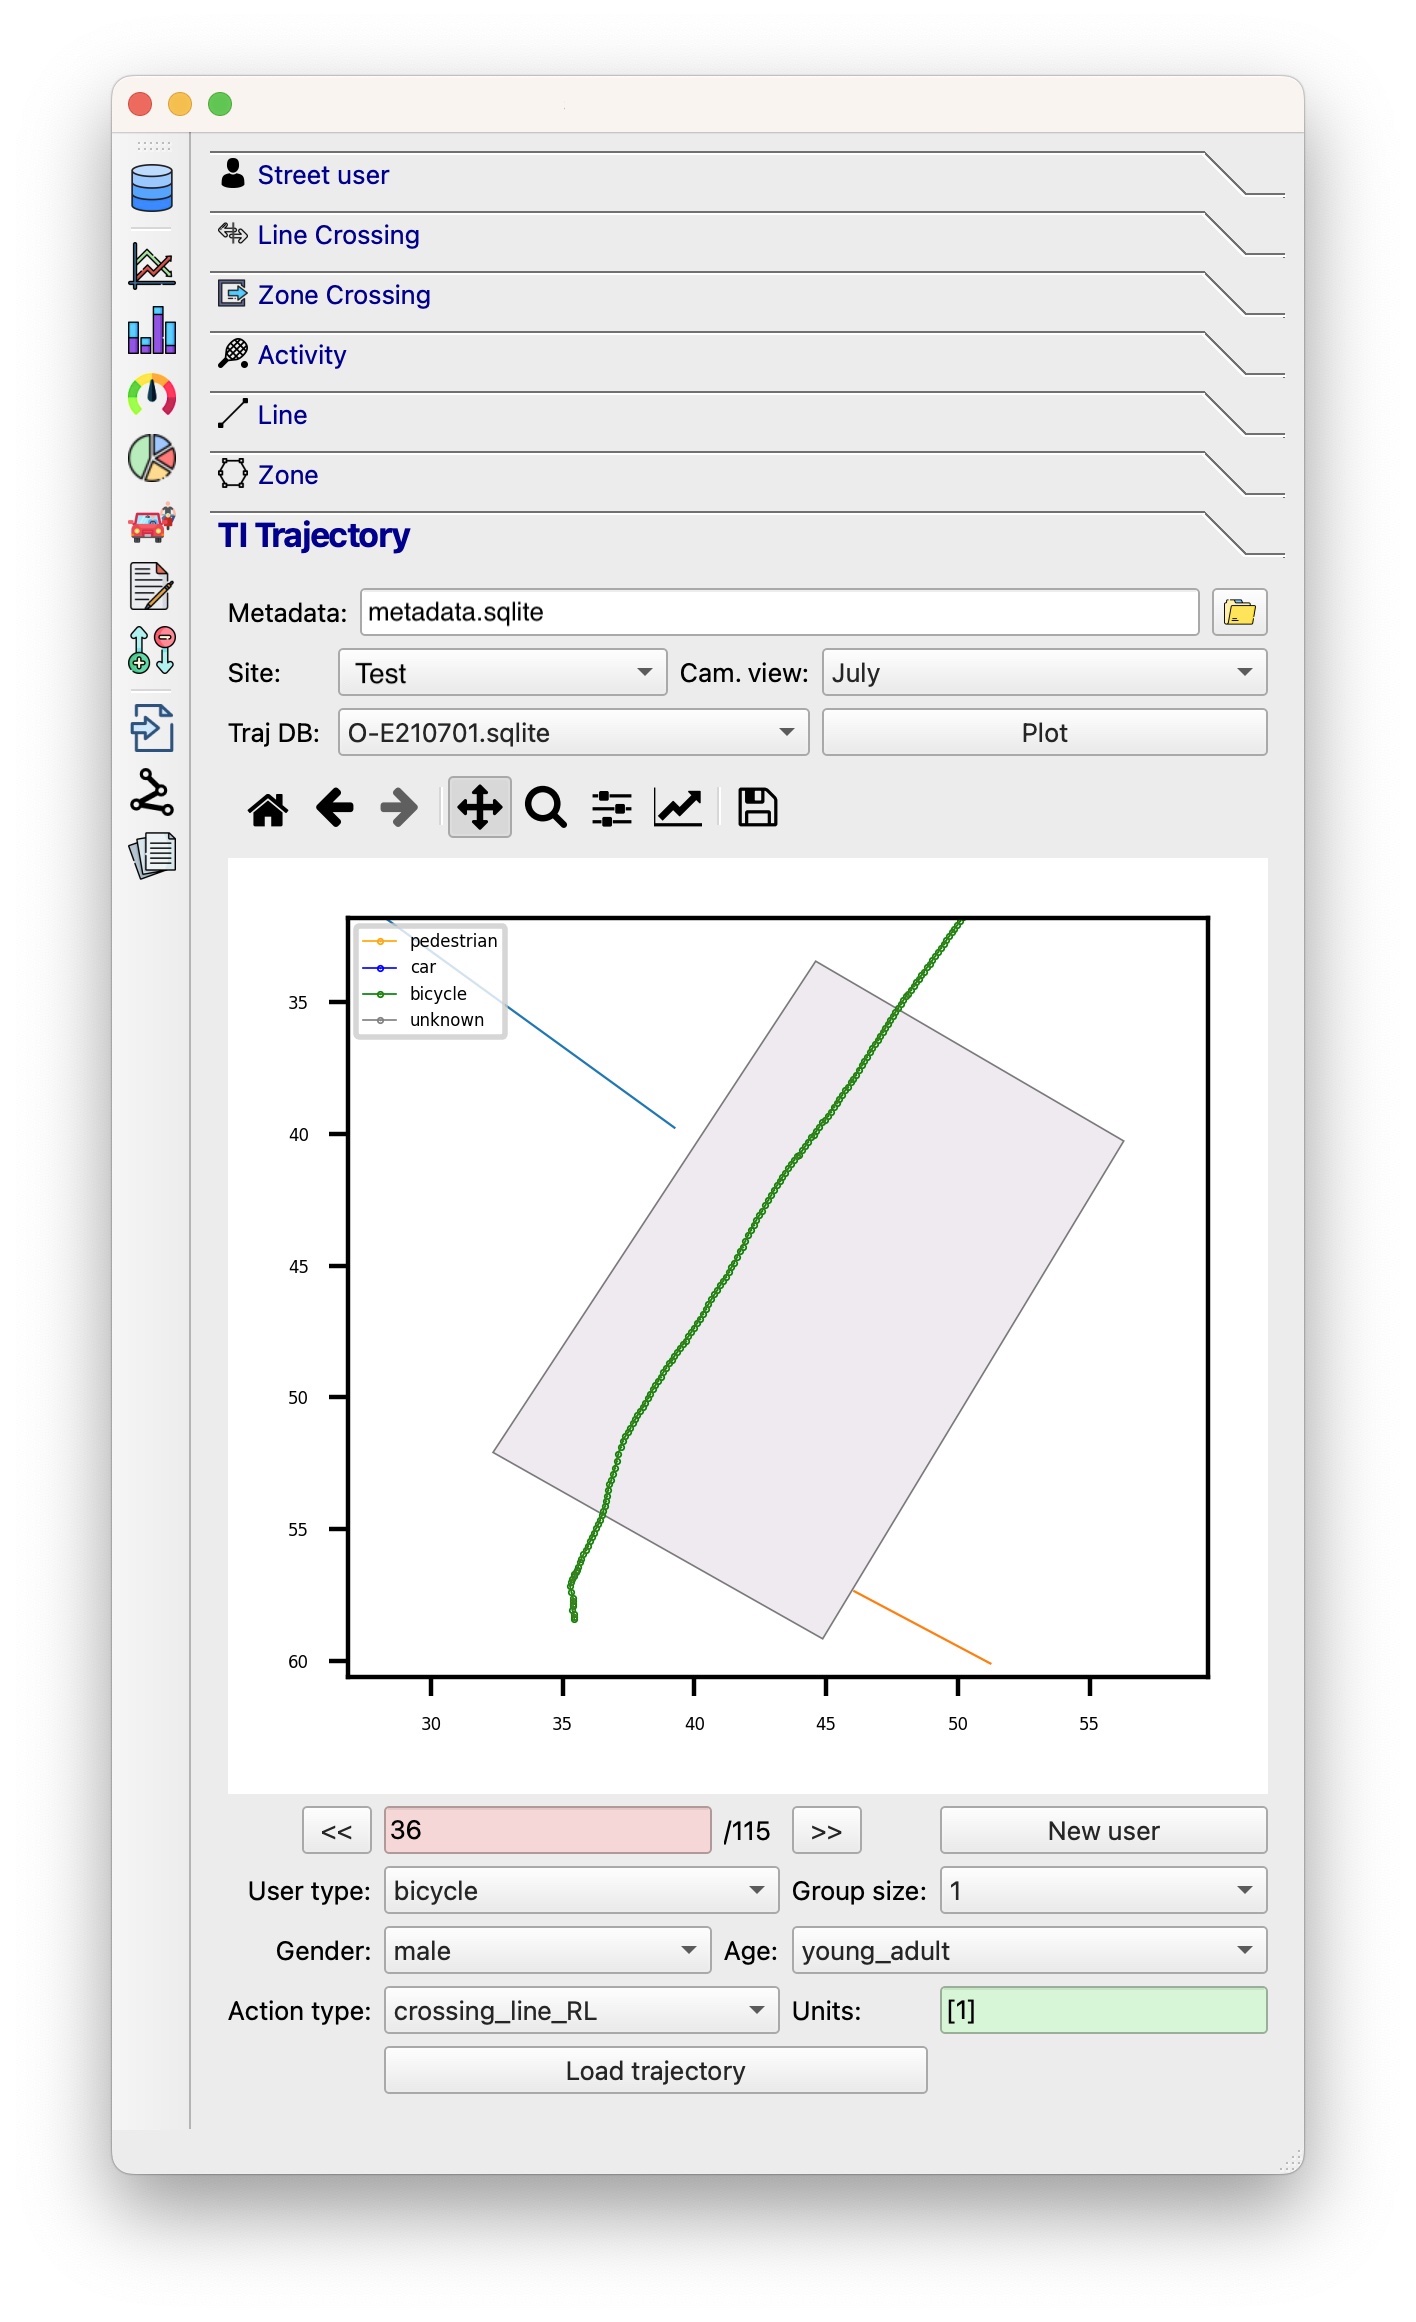 Street user
Line Crossing
Zone Crossing
Activity
Line
Zone
TI Trajectory
Metadata: metadata.sqlite
Site: Test Cam. view: July
Traj DB: O-E210701.sqlite Plot
pedestrian
car
bicycle
unknown
35
40
45
50
55
60
30 35 40 45 50 55
<< 36 /115 >> New user
User type: bicycle Group size: 1
Gender: male Age: young_adult
Action type: crossing_line_RL Units: [1]
Load trajectory